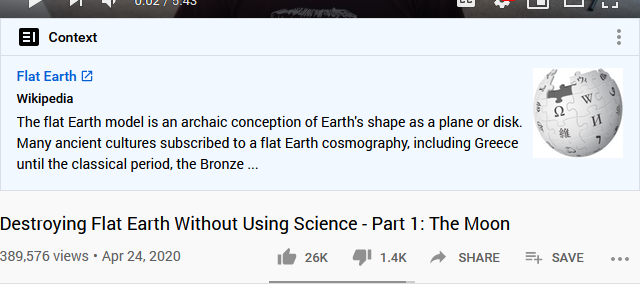 0:02 / 5:43
Context
Flat Earth
Wikipedia
The flat Earth model is an archaic conception of Earth's shape as a plane or disk.
Many ancient cultures subscribed to a flat Earth cosmography, including Greece
until the classical period, the Bronze ...
Ω W И 維
Destroying Flat Earth Without Using Science - Part 1: The Moon
389,576 views • Apr 24, 2020 26K 1.4K SHARE SAVE